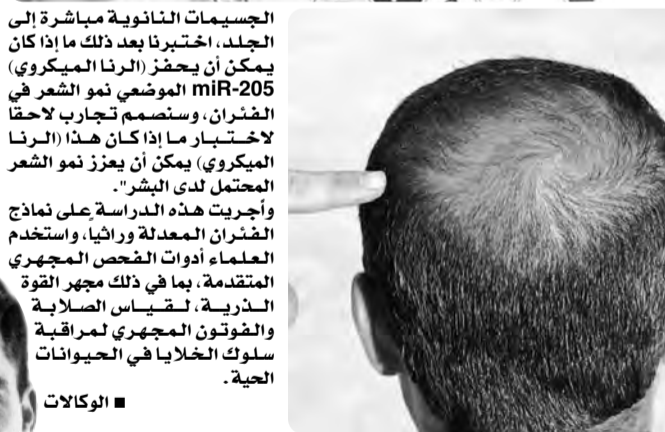 الجسيمات النانوية مباشرة إلى
الجلد، اختبرنا بعد ذلك ما إذا كان
يمكن أن يحفز (الرنا الميكروي)
miR-205 الموضعي نمو الشعر في
الفئران، وسنصمم تجارب لاحقا
لاختبار ما إذا كان هذا (الرنا
الميكروي) يمكن أن يعزز نمو الشعر
المحتمل لدى البشر".
وأجريت هذه الدراسة على نماذج
الفئران المعدلة وراثياً، واستخدم
العلماء أدوات الفحص المجهري
المتقدمة، بما في ذلك مجهر القوة
الذرية، لقياس الصلابة
والفوتون المجهري لمراقبة
سلوك الخلايا في الحيوانات
الحية.
■ الوكالات